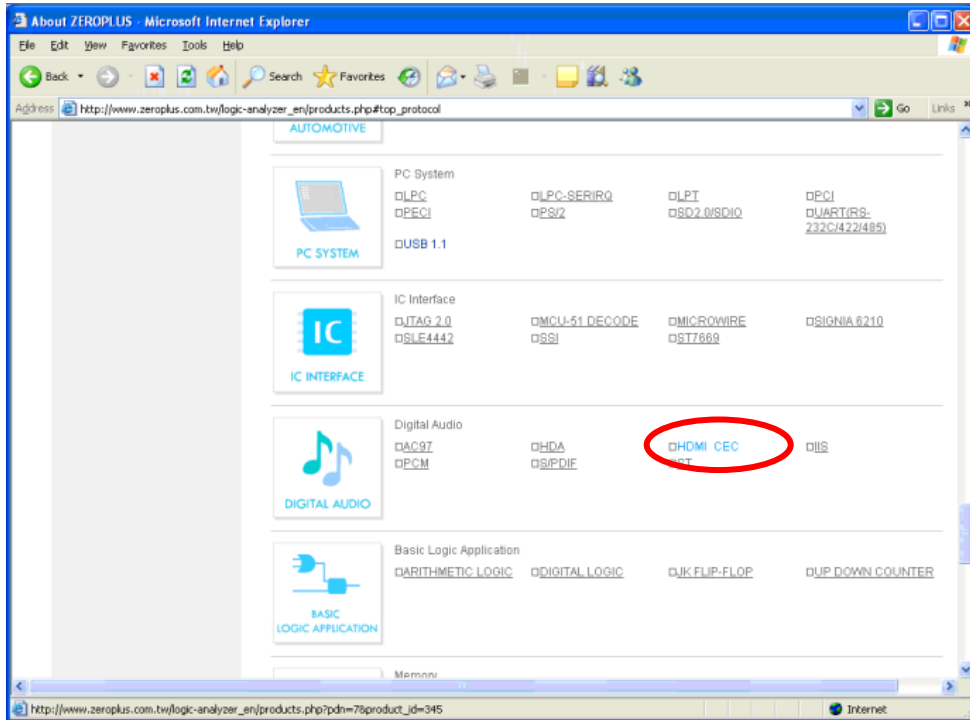 About ZEROPLUS - Microsoft Internet Explorer
File Edit View Favorites Tools Help
Back Search Favorites
Address http://www.zeroplus.com.tw/logic-analyzer_en/products.php#top_protocol Go Links »
AUTOMOTIVE
PC System
LPC LPC-SERIRQ LPT PCI
PECI PS/2 SD2.0/SDIO UART(RS-232C/422/485)
USB 1.1
PC SYSTEM
IC Interface
JTAG 2.0 MCU-51 DECODE MICROWIRE SIGNIA 6210
SLE4442 SSI ST7669
IC
IC INTERFACE
Digital Audio
AC97 HDA HDMI CEC IIS
PCM S/PDIF ST
DIGITAL AUDIO
Basic Logic Application
ARITHMETIC LOGIC DIGITAL LOGIC JK FLIP-FLOP UP DOWN COUNTER
BASIC
LOGIC APPLICATION
Memory
http://www.zeroplus.com.tw/logic-analyzer_en/products.php?pdn=7&product_id=345 Internet